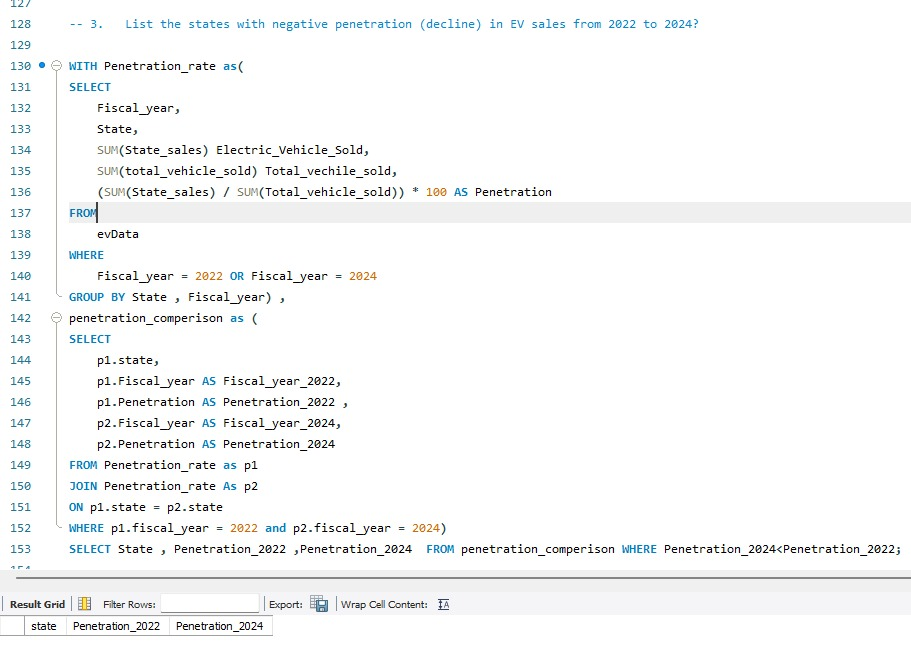 127
128 -- 3. List the states with negative penetration (decline) in EV sales from 2022 to 2024?
129
130 WITH Penetration_rate as(
131 SELECT
132 Fiscal_year,
133 State,
134 SUM(State_sales) Electric_Vehicle_Sold,
135 SUM(total_vehicle_sold) Total_vechile_sold,
136 (SUM(State_sales) / SUM(Total_vehicle_sold)) * 100 AS Penetration
137 FROM
138 evData
139 WHERE
140 Fiscal_year = 2022 OR Fiscal_year = 2024
141 GROUP BY State , Fiscal_year) ,
142 penetration_comperison as (
143 SELECT
144 p1.state,
145 p1.Fiscal_year AS Fiscal_year_2022,
146 p1.Penetration AS Penetration_2022 ,
147 p2.Fiscal_year AS Fiscal_year_2024,
148 p2.Penetration AS Penetration_2024
149 FROM Penetration_rate as p1
150 JOIN Penetration_rate As p2
151 ON p1.state = p2.state
152 WHERE p1.fiscal_year = 2022 and p2.fiscal_year = 2024)
153 SELECT State , Penetration_2022 ,Penetration_2024 FROM penetration_comperison WHERE Penetration_2024<Penetration_2022;
154
Result Grid Filter Rows: Export: Wrap Cell Content: IA
state Penetration_2022 Penetration_2024